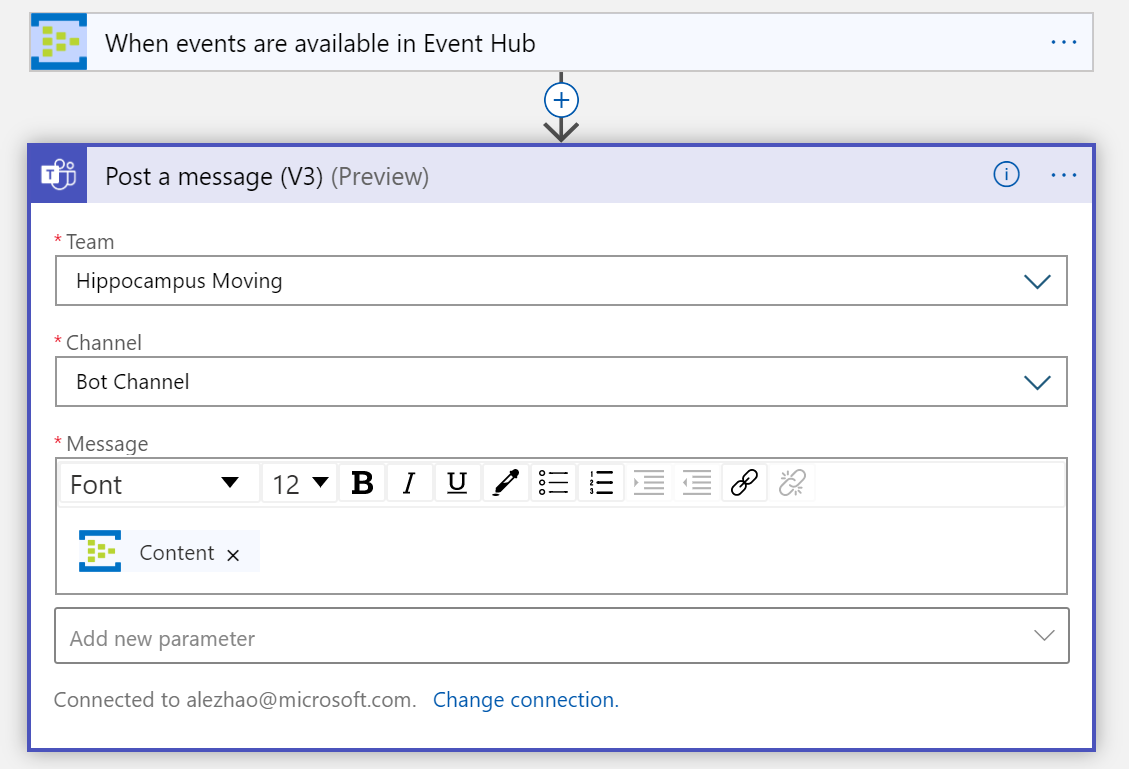 When events are available in Event Hub
Post a message (V3) (Preview)
* Team
Hippocampus Moving
* Channel
Bot Channel
* Message
Font 12 B I U
Content ×
Add new parameter
Connected to alezhao@microsoft.com. Change connection.